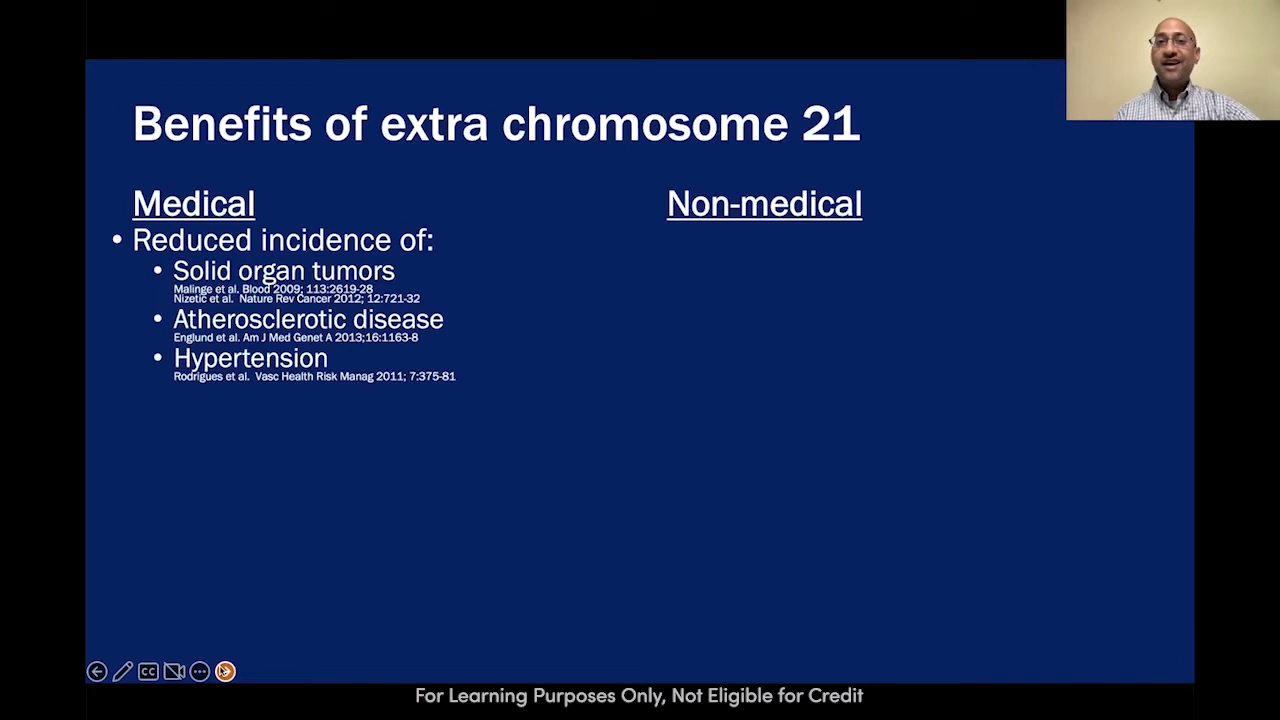 Benefits of extra chromosome 21
Medical
• Reduced incidence of:
• Solid organ tumors
Malinge et al. Blood 2009; 113:2619-28
Nizetic et al. Nature Rev Cancer 2012; 12:721-32
• Atherosclerotic disease
Englund et al. Am J Med Genet A 2013;16:1163-8
• Hypertension
Rodrigues et al. Vasc Health Risk Manag 2011; 7:375-81
Non-medical
CC
For Learning Purposes Only, Not Eligible for Credit